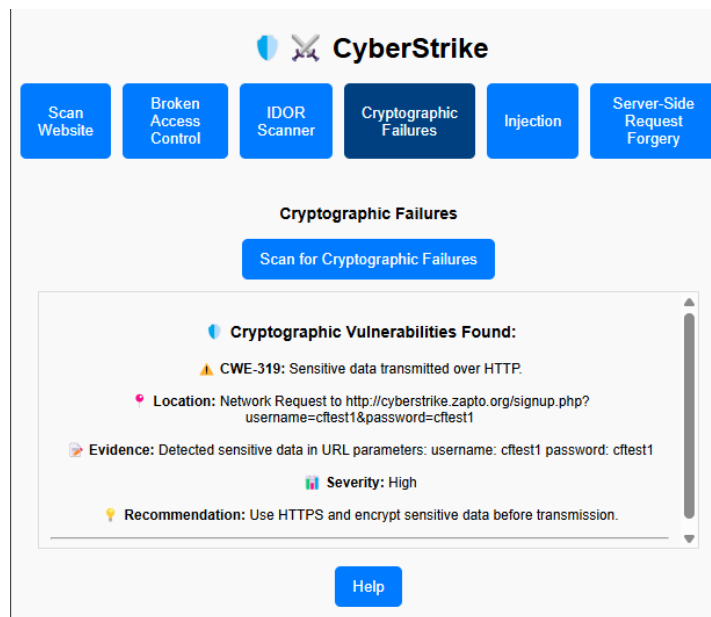 CyberStrike
Scan
Website
Broken
Access
Control
IDOR
Scanner
Cryptographic
Failures
Injection
Server-Side
Request
Forgery
Cryptographic Failures
Scan for Cryptographic Failures
Cryptographic Vulnerabilities Found:
CWE-319: Sensitive data transmitted over HTTP.
Location: Network Request to http://cyberstrike.zapto.org/signup.php?
username=cftest1&password=cftest1
Evidence: Detected sensitive data in URL parameters: username: cftest1 password: cftest1
Severity: High
Recommendation: Use HTTPS and encrypt sensitive data before transmission.
Help